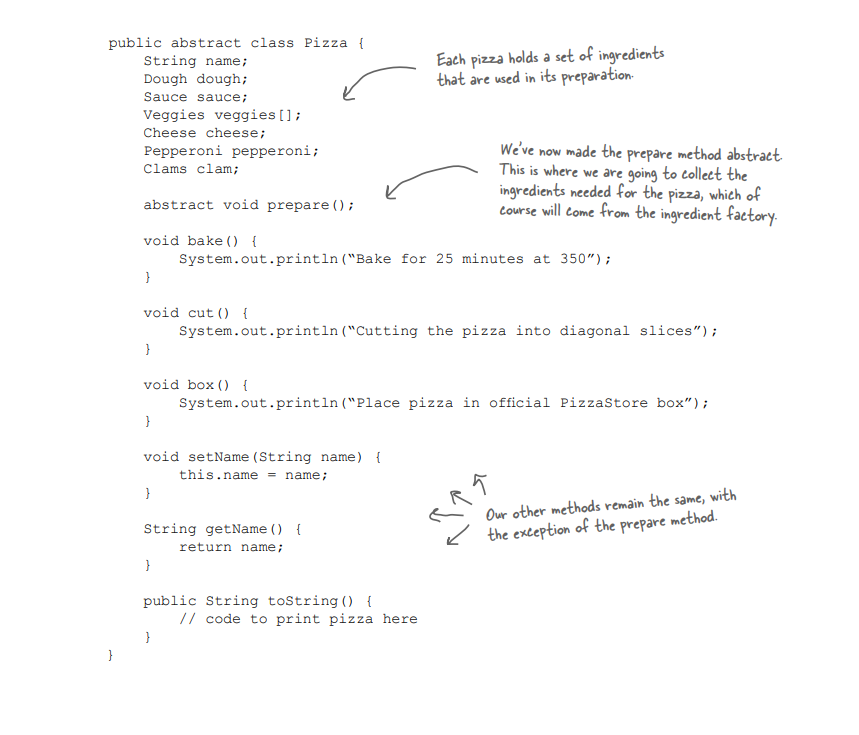 public abstract class Pizza {
String name;
Dough dough;
Sauce sauce;
Veggies veggies[];
Cheese cheese;
Pepperoni pepperoni;
Clams clam;
Each pizza holds a set of ingredients
that are used in its preparation.
abstract void prepare();
We've now made the prepare method abstract.
This is where we are going to collect the
ingredients needed for the pizza, which of
course will come from the ingredient factory.
void bake() {
System.out.println(“Bake for 25 minutes at 350”);
}
void cut() {
System.out.println(“Cutting the pizza into diagonal slices”);
}
void box() {
System.out.println(“Place pizza in official PizzaStore box”);
}
void setName(String name) {
this.name = name;
}
String getName() {
return name;
}
Our other methods remain the same, with
the exception of the prepare method.
public String toString() {
// code to print pizza here
}
}